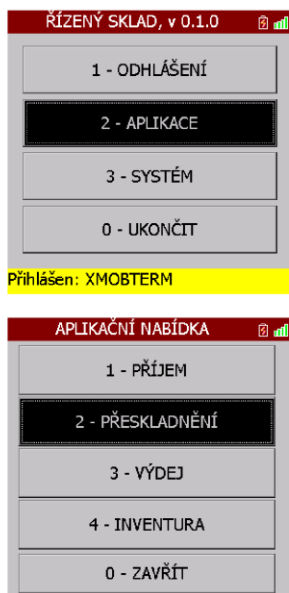 ŘÍZENÝ SKLAD, v 0.1.0
1 - ODHLÁŠENÍ
2 - APLIKACE
3 - SYSTÉM
0 - UKONČIT
Přihlášen: XMOBTERM
APLIKAČNÍ NABÍDKA
1 - PŘÍJEM
2 - PŘESKLADNĚNÍ
3 - VÝDEJ
4 - INVENTURA
0 - ZAVŘÍT